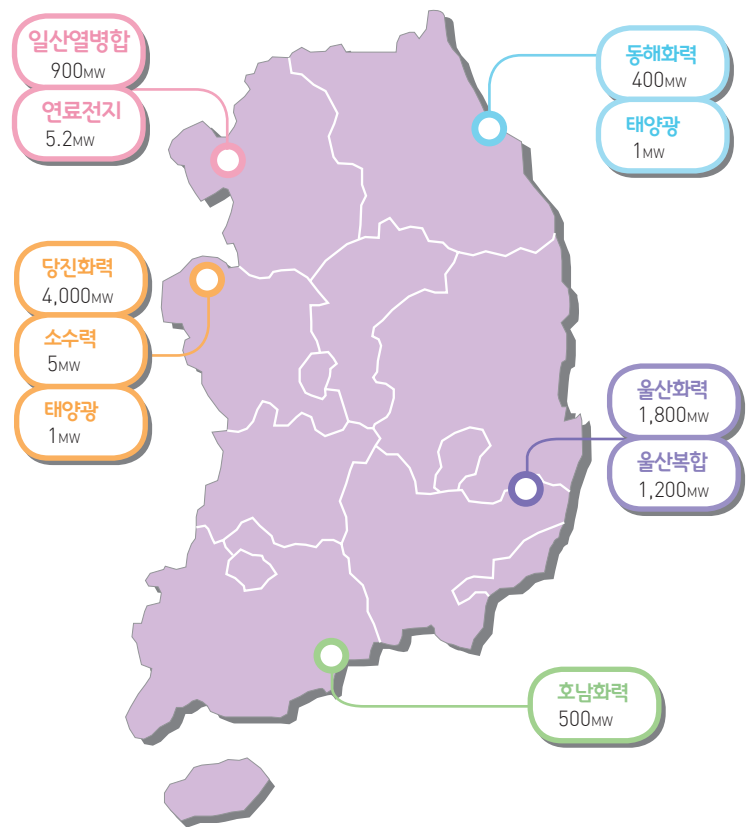 일산열병합
900MW
연료전지
5.2MW
동해화력
400MW
태양광
1MW
당진화력
4,000MW
소수력
5MW
태양광
1MW
울산화력
1,800MW
울산복합
1,200MW
호남화력
500MW